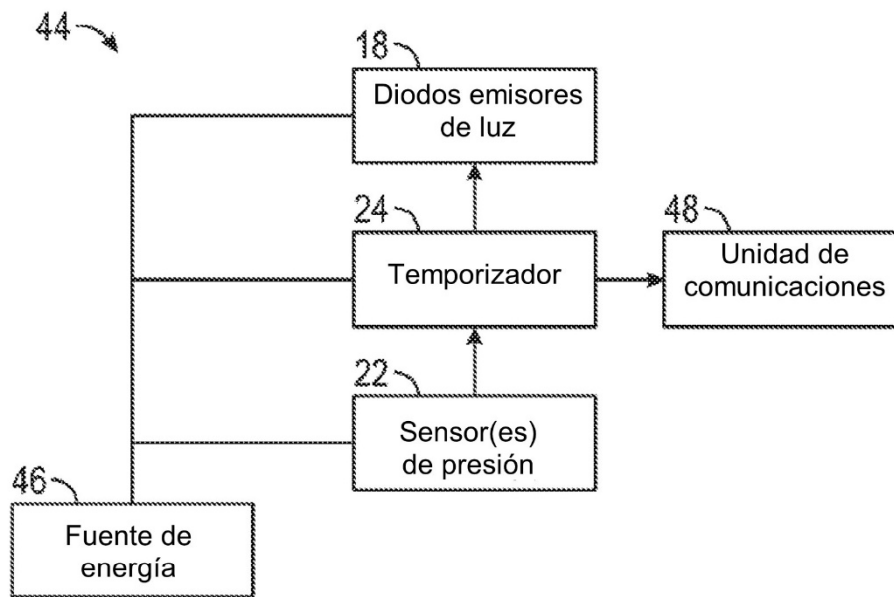 44
18
Diodos emisores
de luz
24
Temporizador
48
Unidad de
comunicaciones
22
Sensor(es)
de presión
46
Fuente de
energía